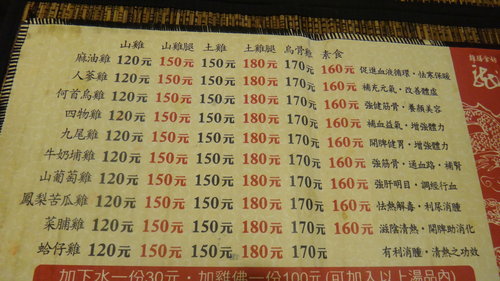 山雞 山雞腿 土雞 土雞腿 烏骨雞 素食
麻油雞 120元 150元 150元 180元 170元 160元 促進血液循環，祛寒保暖
人蔘雞 120元 150元 150元 180元 170元 160元 補充元氣，改善體虛
何首烏雞 120元 150元 150元 180元 170元 160元 強健筋骨，養顏美容
四物雞 120元 150元 150元 180元 170元 160元 補血益氣，增強體力
九尾雞 120元 150元 150元 180元 170元 160元 開脾健胃，增強體力
牛奶埔雞 120元 150元 150元 180元 170元 160元 強筋骨，通血路，補腎
山葡萄雞 120元 150元 150元 180元 170元 160元 強肝明目，調經行血
鳳梨苦瓜雞 120元 150元 150元 180元 170元 160元 祛熱解毒，利尿消腫
菜脯雞 120元 150元 150元 180元 170元 160元 滋陰清熱，開脾助消化
蛤仔雞 120元 150元 150元 180元 170元 有利消腫，清熱之功效
加下水一份30元，加雞佛一份100元(可加入以上湯品內)